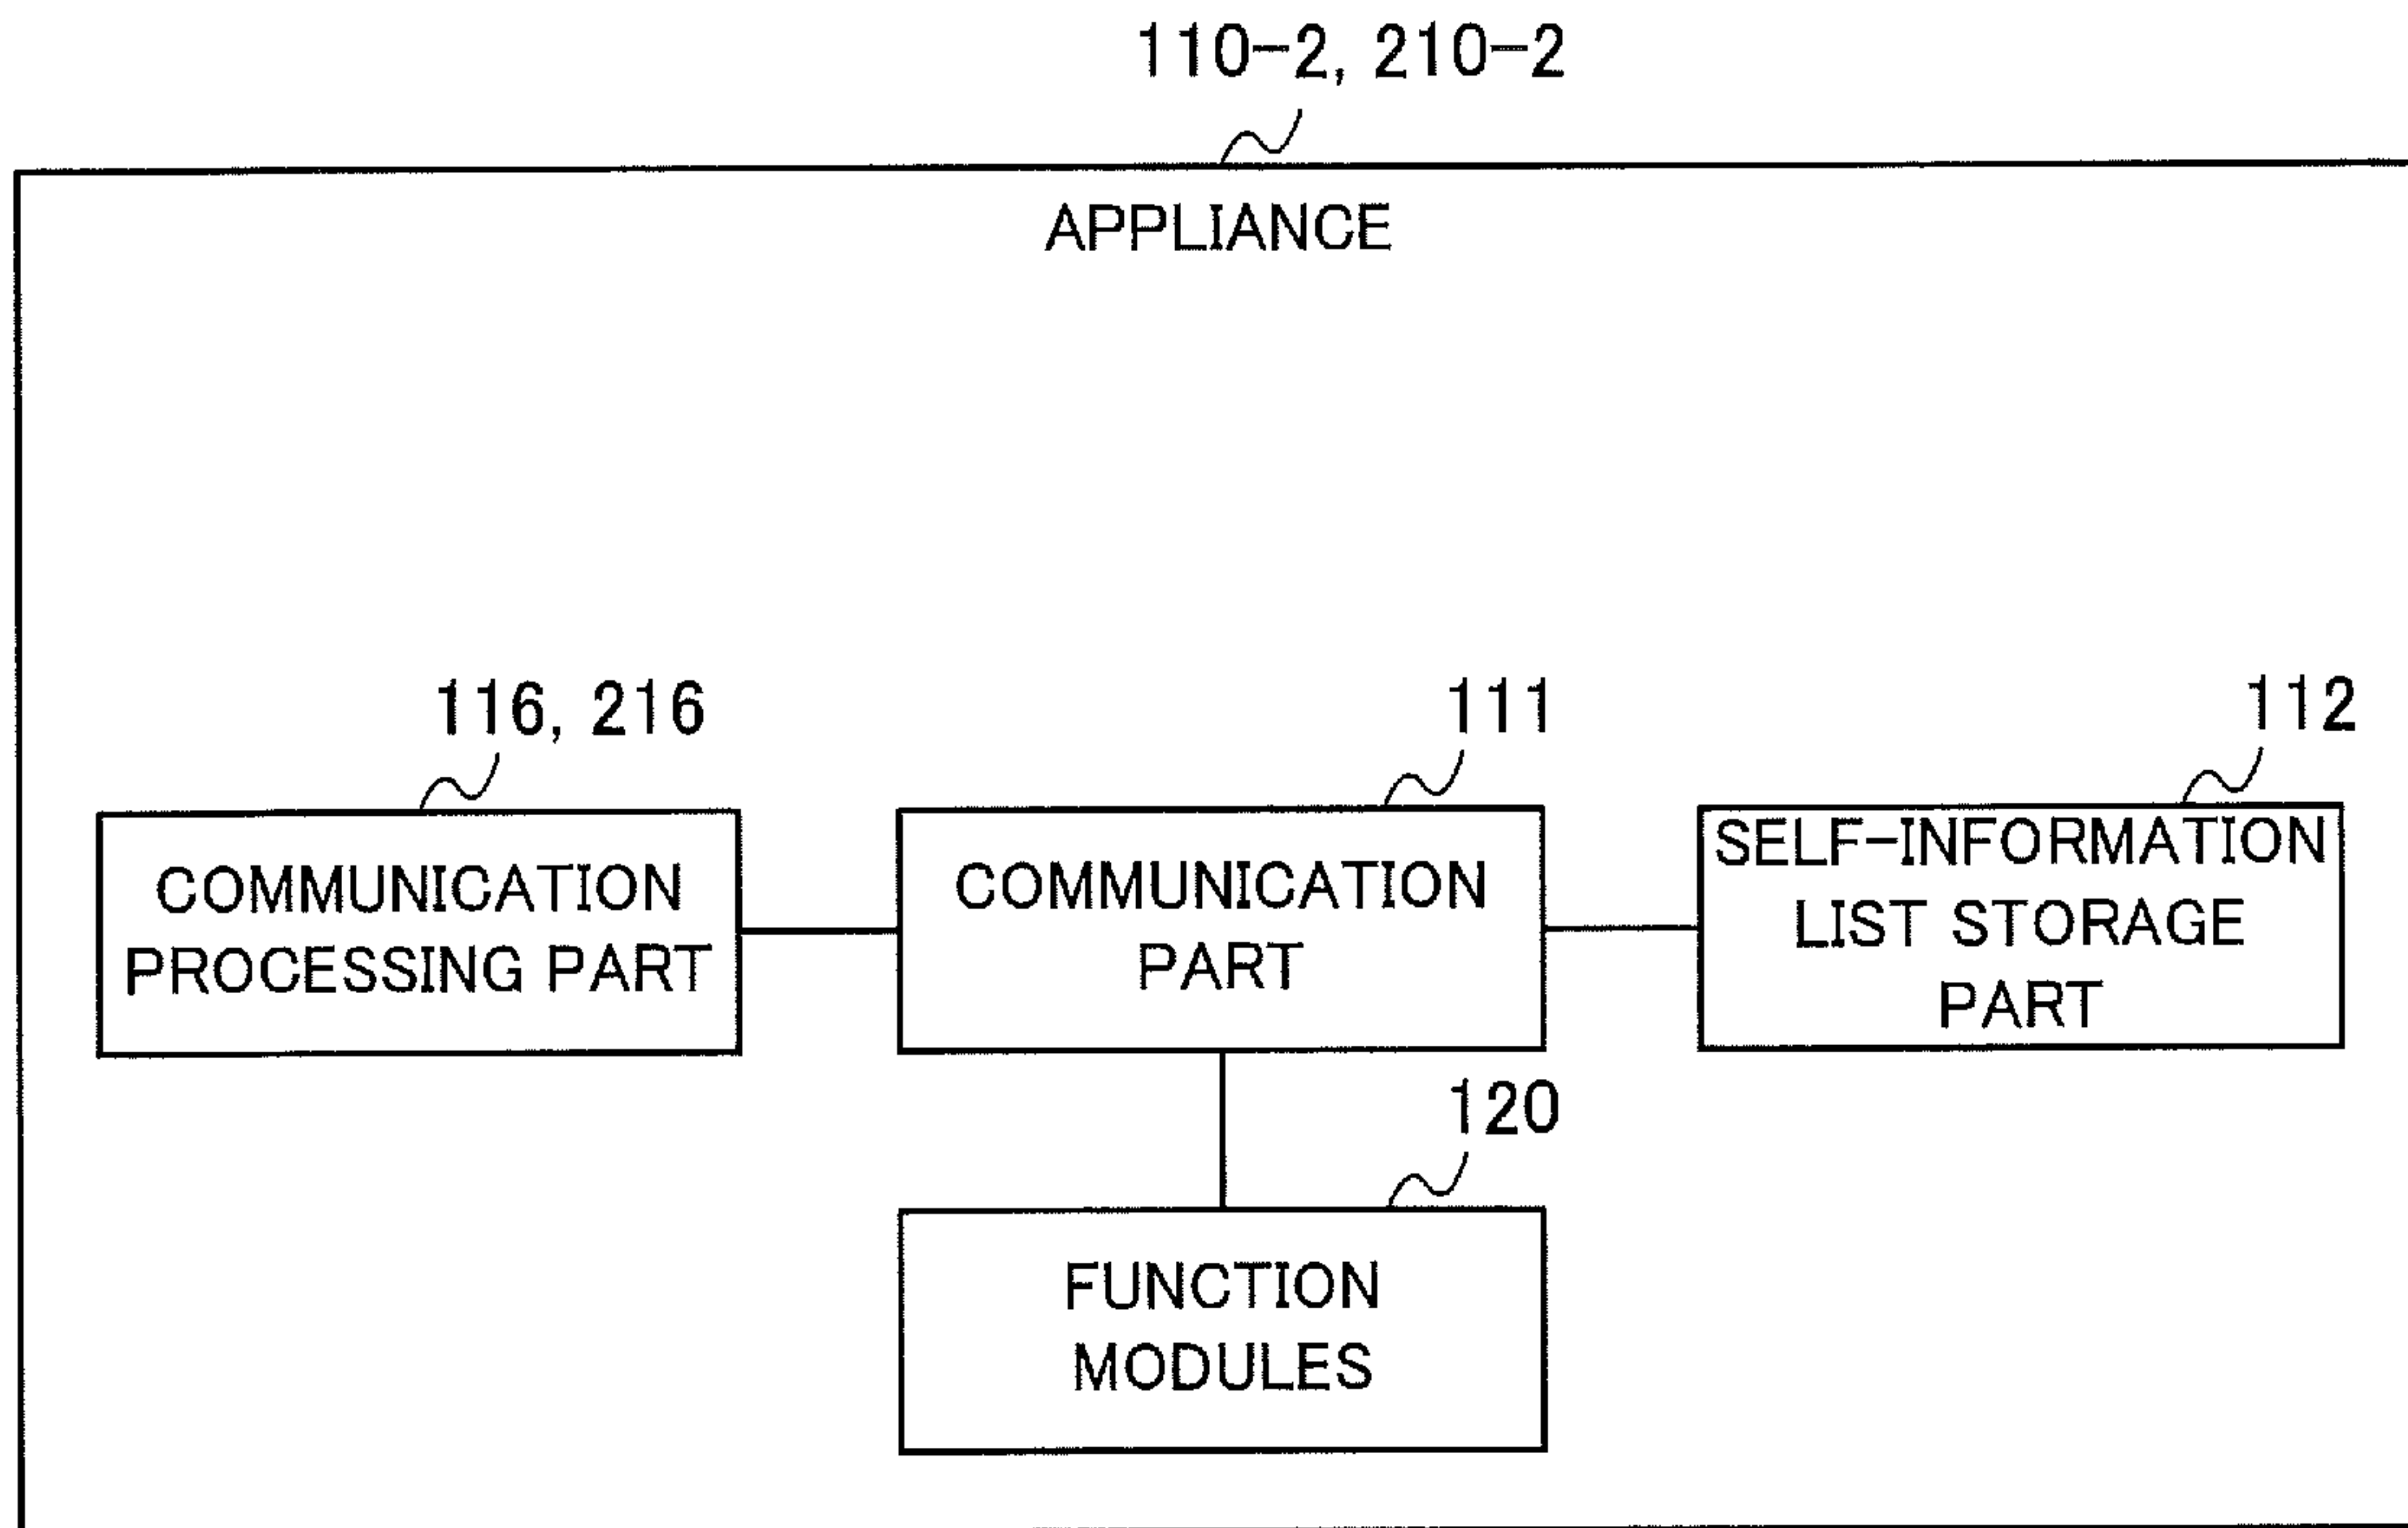 110-2, 210-2
APPLIANCE
116, 216
111
112
COMMUNICATION
PROCESSING PART
COMMUNICATION
PART
SELF-INFORMATION
LIST STORAGE
PART
120
FUNCTION
MODULES